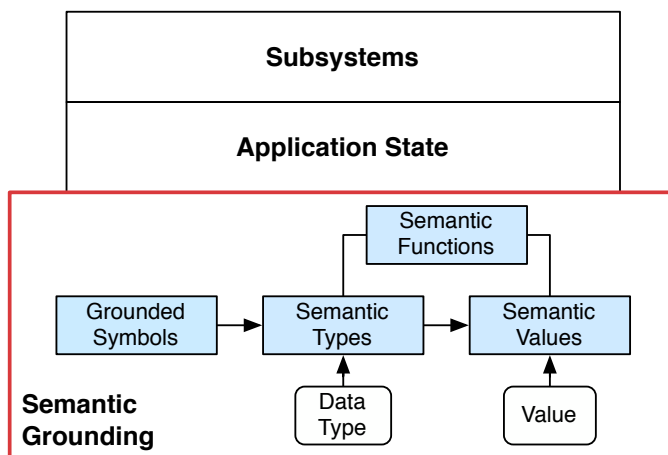 Subsystems
Application State
Semantic
Functions
Grounded
Symbols
Semantic
Types
Semantic
Values
Data
Type
Value
Semantic
Grounding